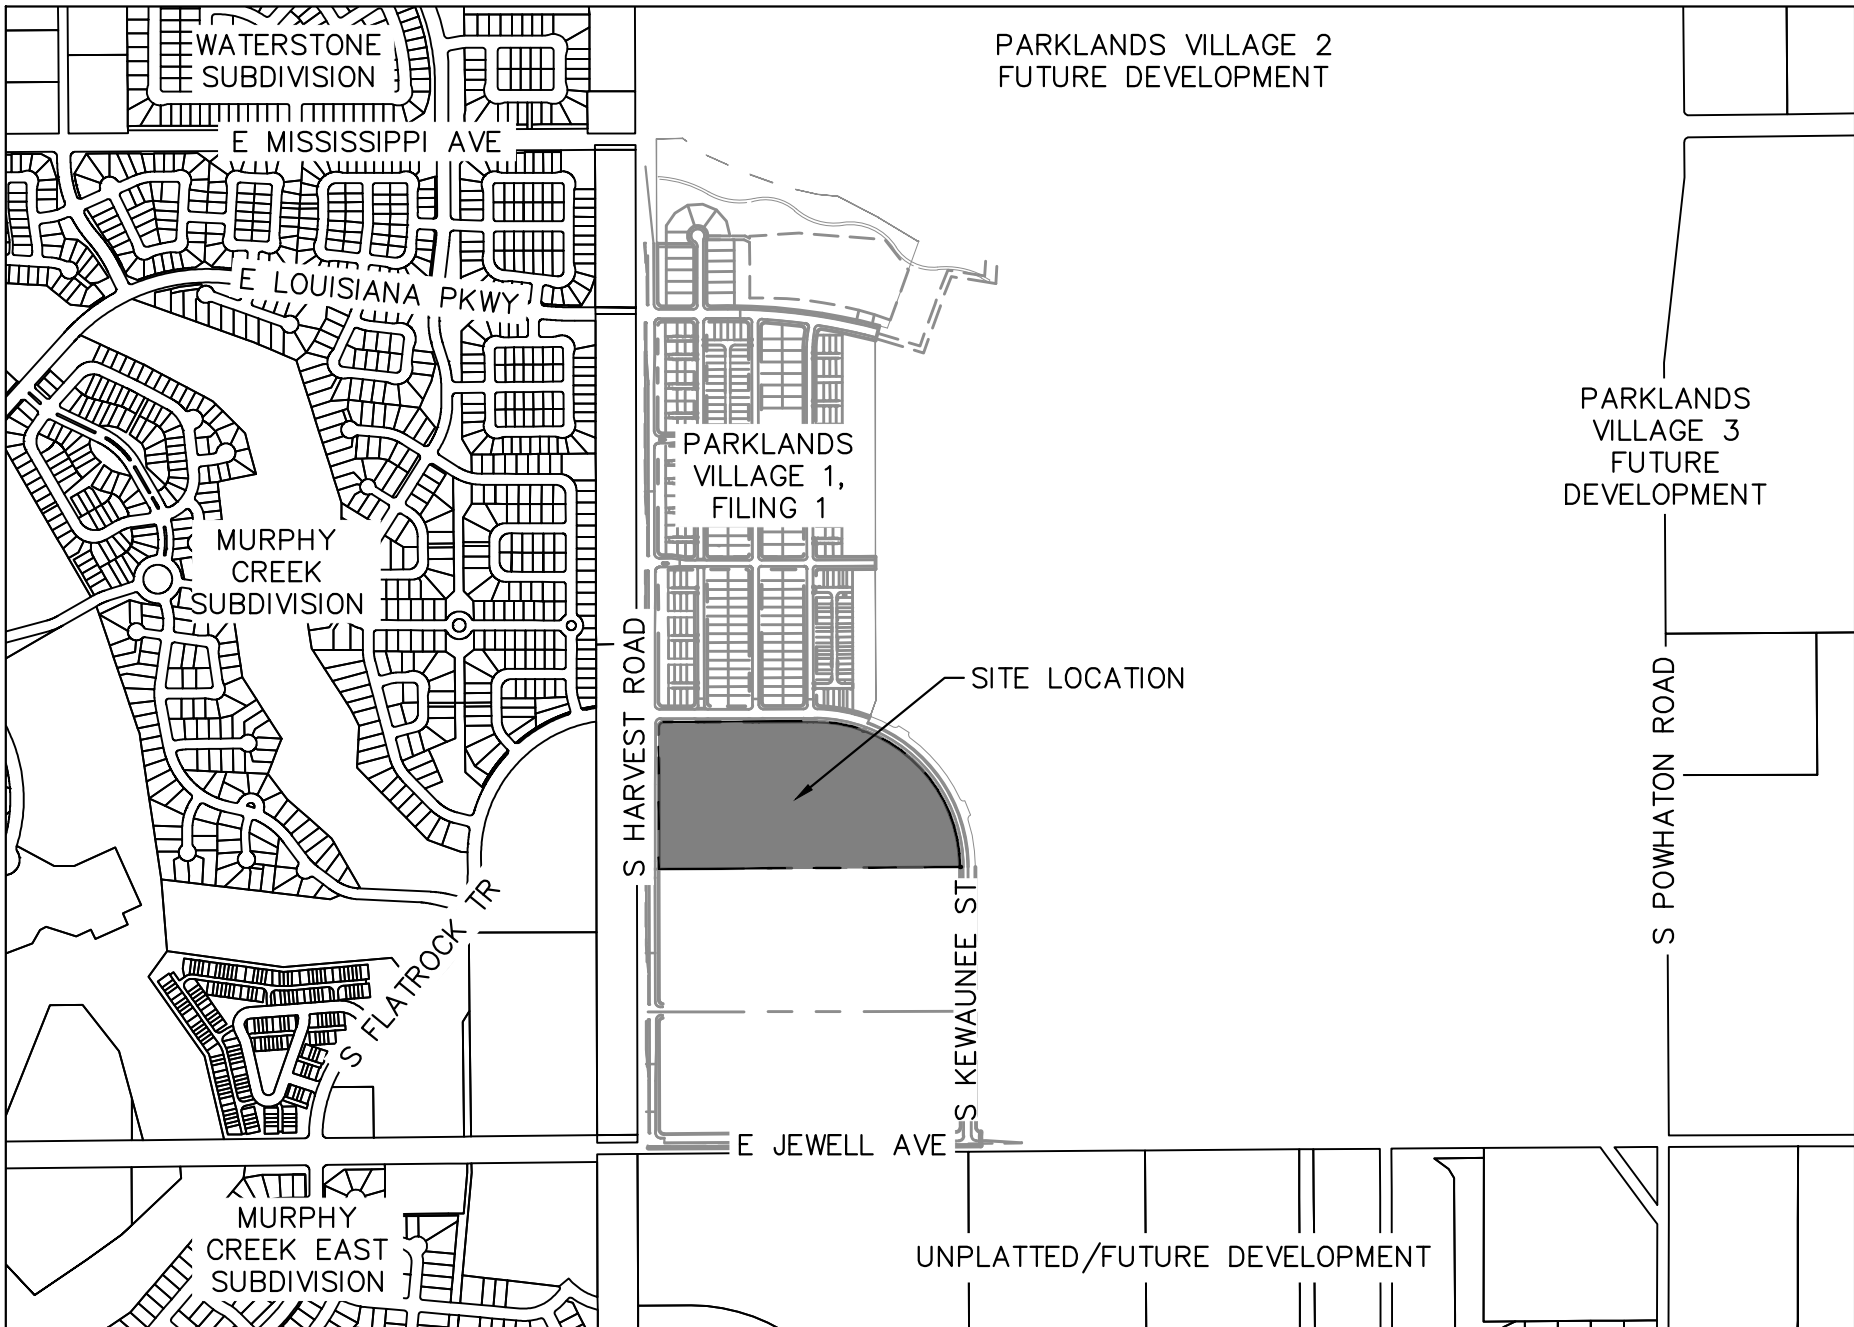 WATERSTONE
SUBDIVISION
PARKLANDS VILLAGE 2
FUTURE DEVELOPMENT
E MISSISSIPPI AVE
E LOUISIANA PKWY
PARKLANDS
VILLAGE 1,
FILING 1
PARKLANDS
VILLAGE 3
FUTURE
DEVELOPMENT
MURPHY
CREEK
SUBDIVISION
S HARVEST ROAD
SITE LOCATION
S POWHATON ROAD
S FLATROCK TR
S KEWAUNEE ST
E JEWELL AVE
MURPHY
CREEK EAST
SUBDIVISION
UNPLATTED/FUTURE DEVELOPMENT